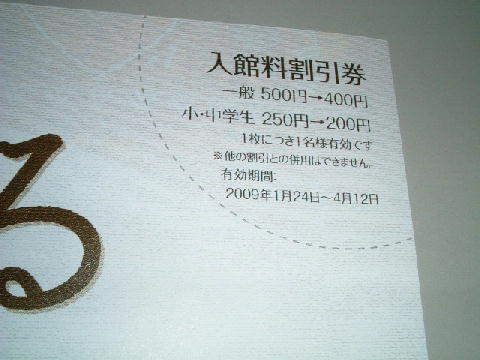 入館料割引券
一般 500円→400円
小・中学生 250円→200円
1枚につき1名様有効です
※他の割引との併用はできません。
有効期間:
2009年1月24日〜4月12日
る